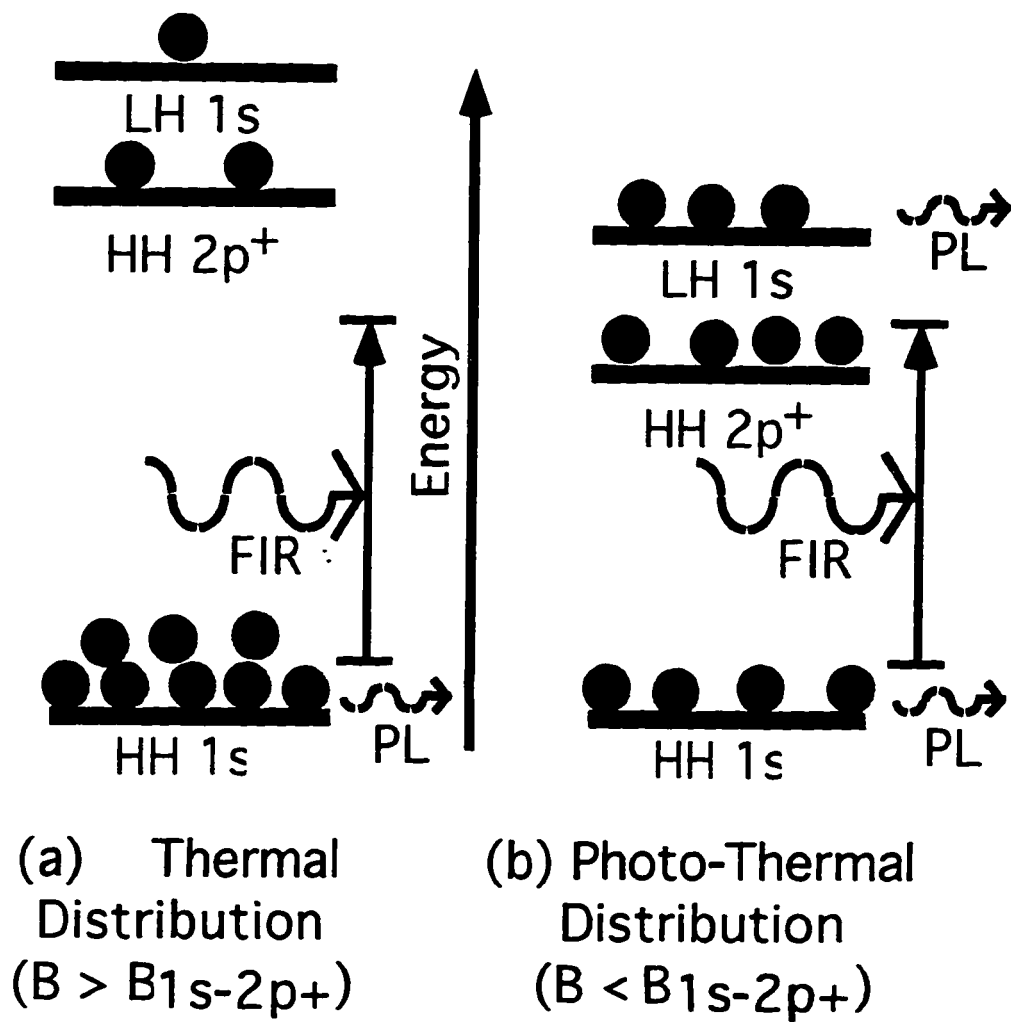 LH 1s
HH 2p+
FIR
HH 1s
PL
Energy
LH 1s
PL
HH 2p+
FIR
HH 1s
PL
(a) Thermal
Distribution
(B > B1s-2p+)
(b) Photo-Thermal
Distribution
(B < B1s-2p+)